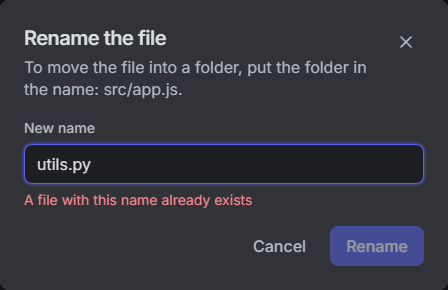 Rename the file
To move the file into a folder, put the folder in
the name: src/app.js.
New name
utils.py
A file with this name already exists
Cancel
Rename